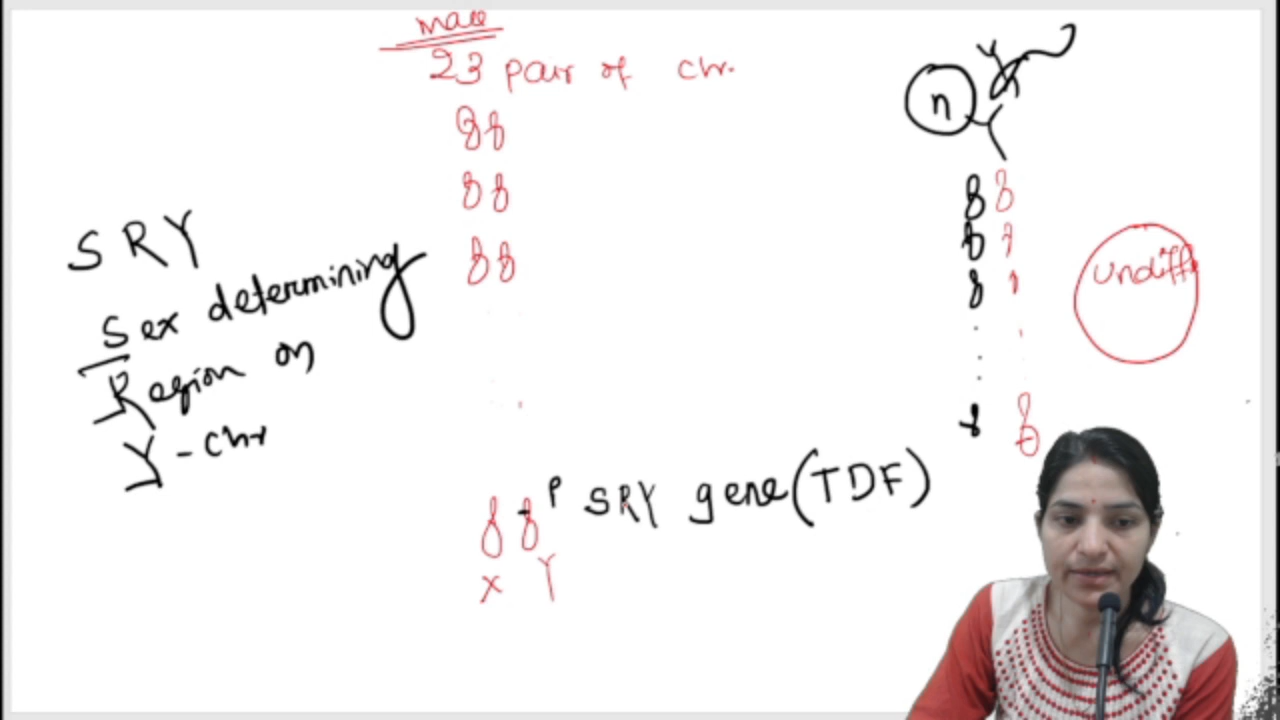 male
23 pair of chr.
SRY
Sex determining
Region on
Y - chr
P SRY gene (TDF)
X Y
n
Y
Y
undiff